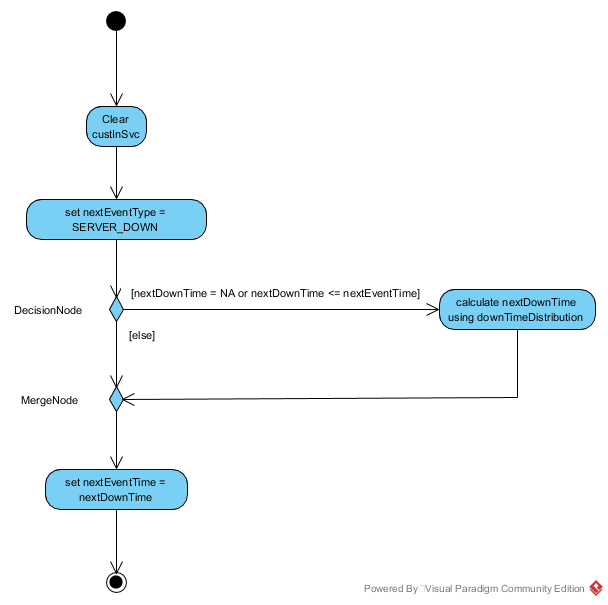 Clear
custInSvc
set nextEventType =
SERVER_DOWN
[nextDownTime = NA or nextDownTime <= nextEventTime]
DecisionNode
calculate nextDownTime
using downTimeDistribution
[else]
MergeNode
set nextEventTime =
nextDownTime
Powered By Visual Paradigm Community Edition